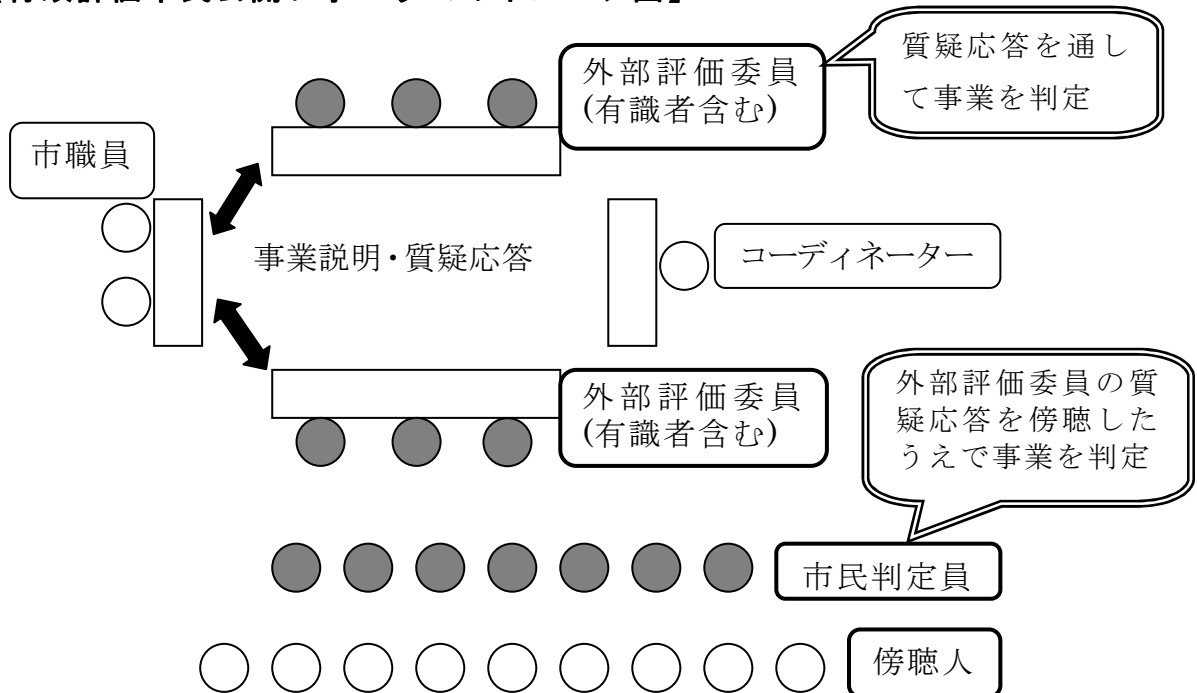 質疑応答を通し
て事業を判定
外部評価委員
(有識者含む)
市職員
事業説明・質疑応答
コーディネーター
外部評価委員
(有識者含む)
外部評価委員の質
疑応答を傍聴した
うえで事業を判定
市民判定員
傍聴人